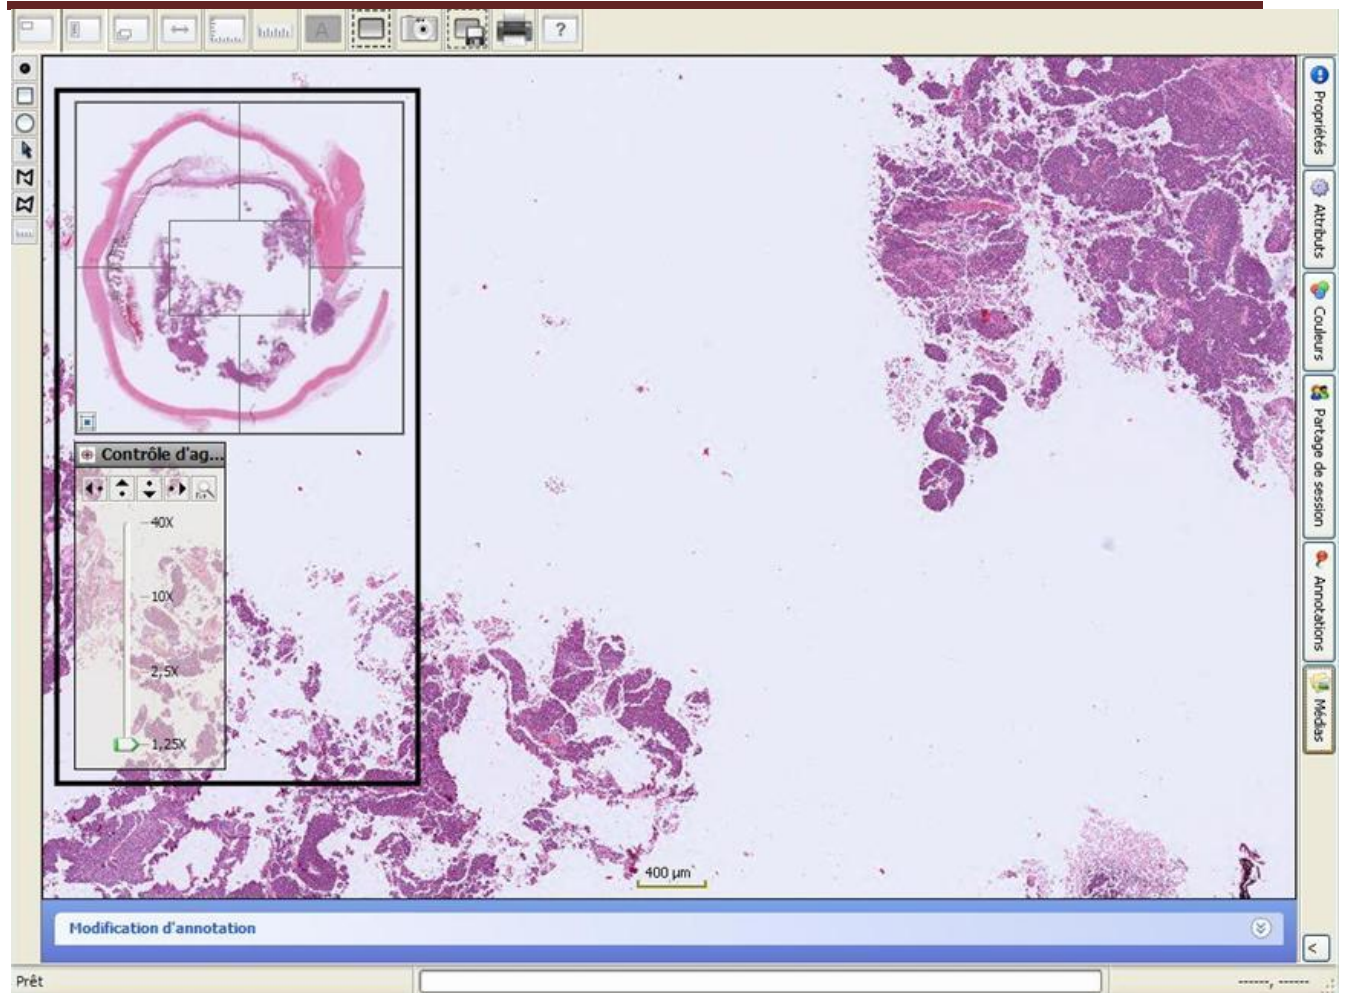 A
?
Propriétés
Attributs
Couleurs
Partage de session
Annotations
Médias
Contrôle d'ag...
40X
10X
2,5X
1,25X
400 µm
Modification d'annotation
<
Prêt
------, ------